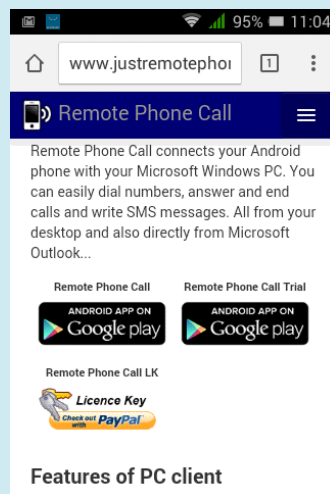 95% 11:04
www.justremotephoi 1
Remote Phone Call
Remote Phone Call connects your Android
phone with your Microsoft Windows PC. You
can easily dial numbers, answer and end
calls and write SMS messages. All from your
desktop and also directly from Microsoft
Outlook...
Remote Phone Call Remote Phone Call Trial
ANDROID APP ON ANDROID APP ON
Google play Google play
Remote Phone Call LK
Licence Key
Check out with PayPal
Features of PC client